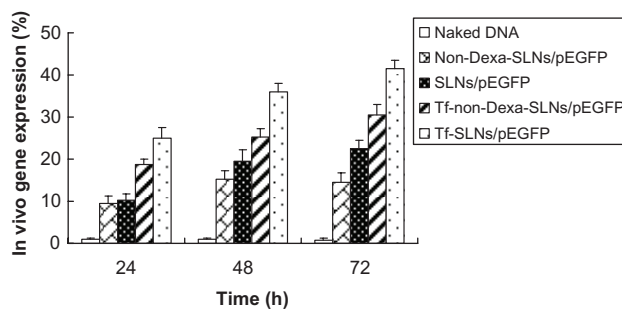 In vivo gene expression (%)
50
40
30
20
10
0
24
48
72
Time (h)
Naked DNA
Non-Dexa-SLNs/pEGFP
SLNs/pEGFP
Tf-non-Dexa-SLNs/pEGFP
Tf-SLNs/pEGFP